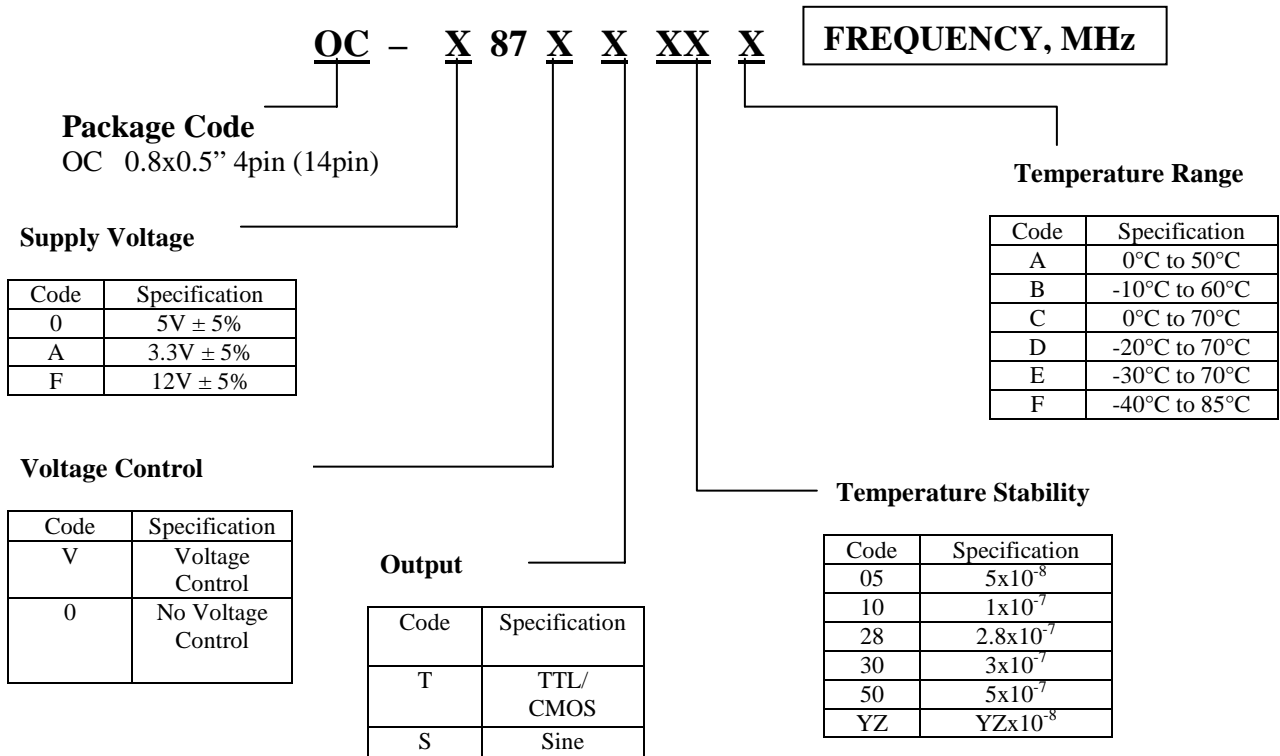 OC – X 87 X X XX X FREQUENCY, MHz
Package Code
OC 0.8x0.5” 4pin (14pin)
Supply Voltage
Code Specification
0 5V ± 5%
A 3.3V ± 5%
F 12V ± 5%
Temperature Range
Code Specification
A 0°C to 50°C
B -10°C to 60°C
C 0°C to 70°C
D -20°C to 70°C
E -30°C to 70°C
F -40°C to 85°C
Voltage Control
Code Specification
V Voltage
Control
0 No Voltage
Control
Output
Code Specification
T TTL/
CMOS
S Sine
Temperature Stability
Code Specification
05 5x10⁻⁸
10 1x10⁻⁷
28 2.8x10⁻⁷
30 3x10⁻⁷
50 5x10⁻⁷
YZ YZx10⁻⁸